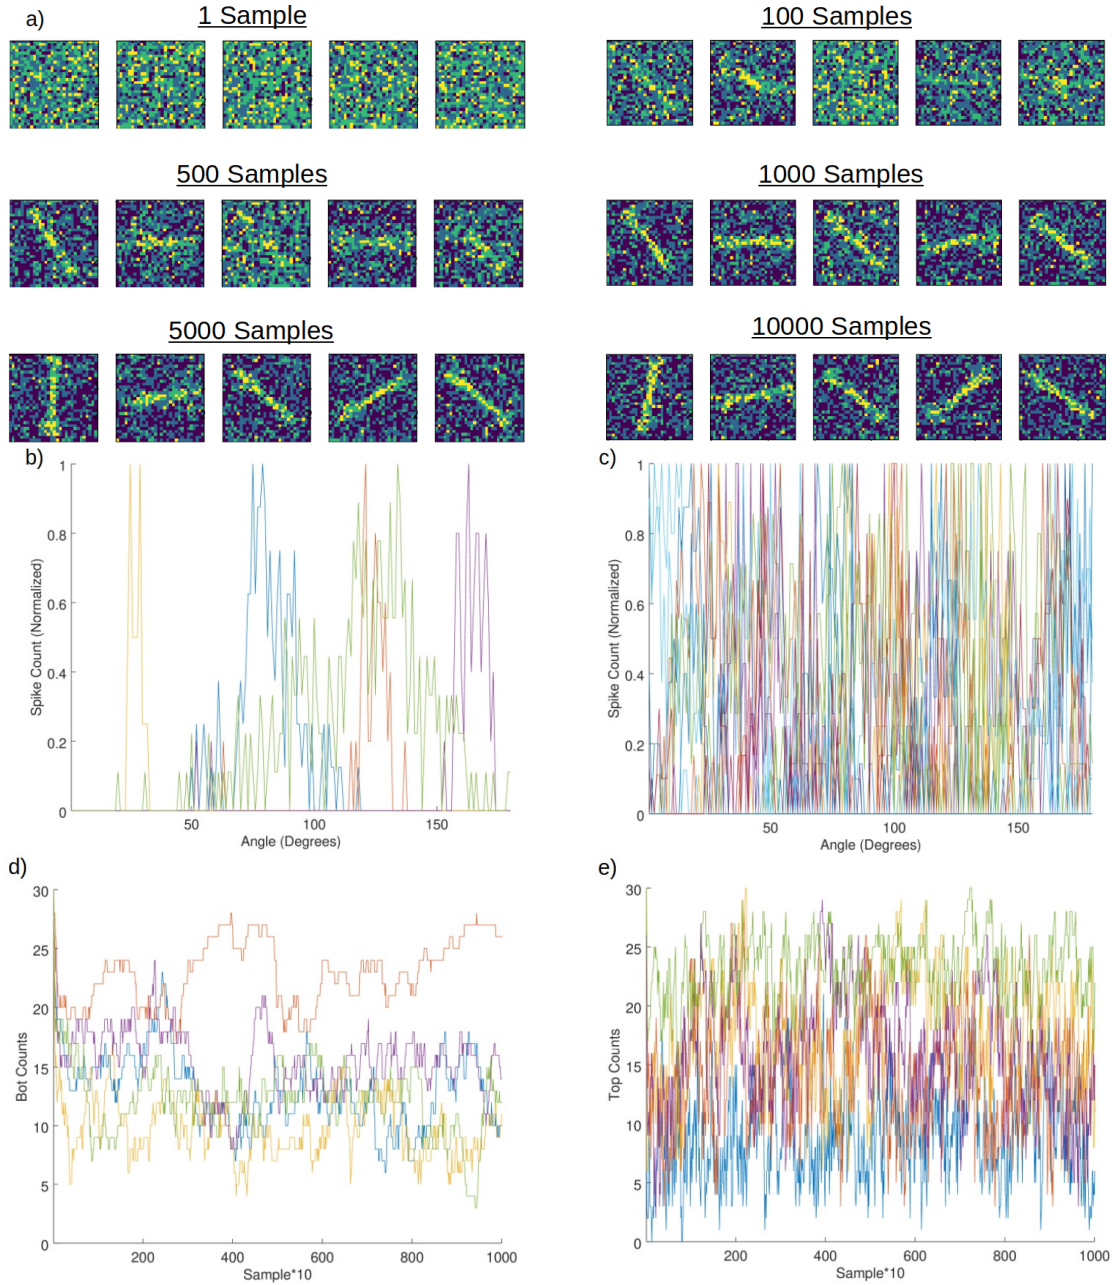 a)
1 Sample
100 Samples
500 Samples
1000 Samples
5000 Samples
10000 Samples
b)
1
0.8
0.6
0.4
0.2
0
Spike Count (Normalized)
50
100
150
Angle (Degrees)
c)
1
0.8
0.6
0.4
0.2
0
Spike Count (Normalized)
50
100
150
Angle (Degrees)
d)
30
25
20
15
10
5
0
Bot Counts
200
400
600
800
1000
Sample*10
e)
30
25
20
15
10
5
0
Top Counts
200
400
600
800
1000
Sample*10